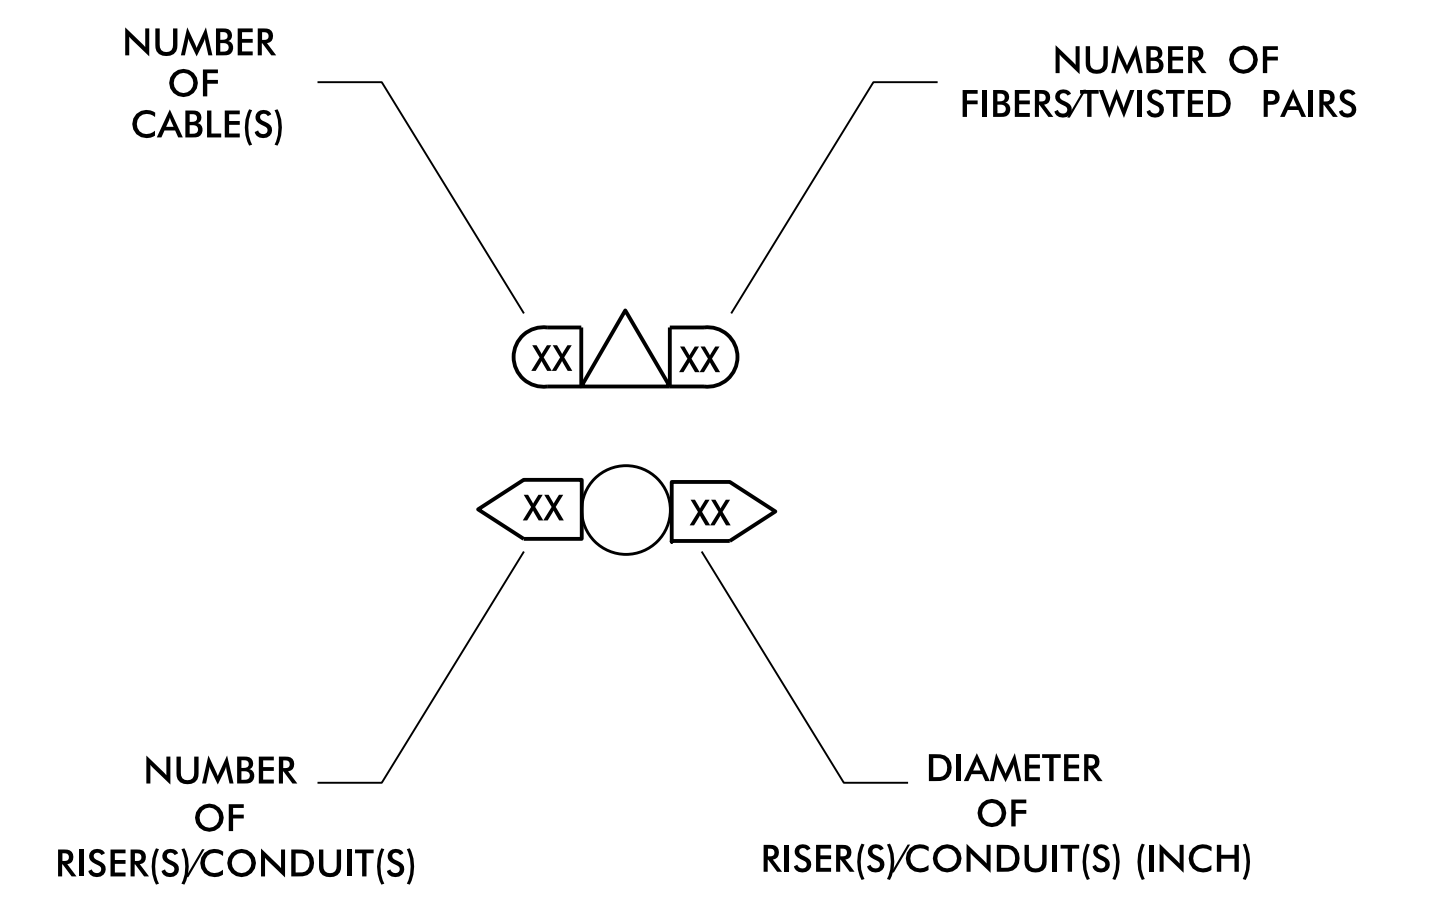 NUMBER
OF
CABLE(S)
NUMBER OF
FIBERS/TWISTED PAIRS
XX
XX
XX
XX
NUMBER
OF
RISER(S)/CONDUIT(S)
DIAMETER
OF
RISER(S)/CONDUIT(S) (INCH)